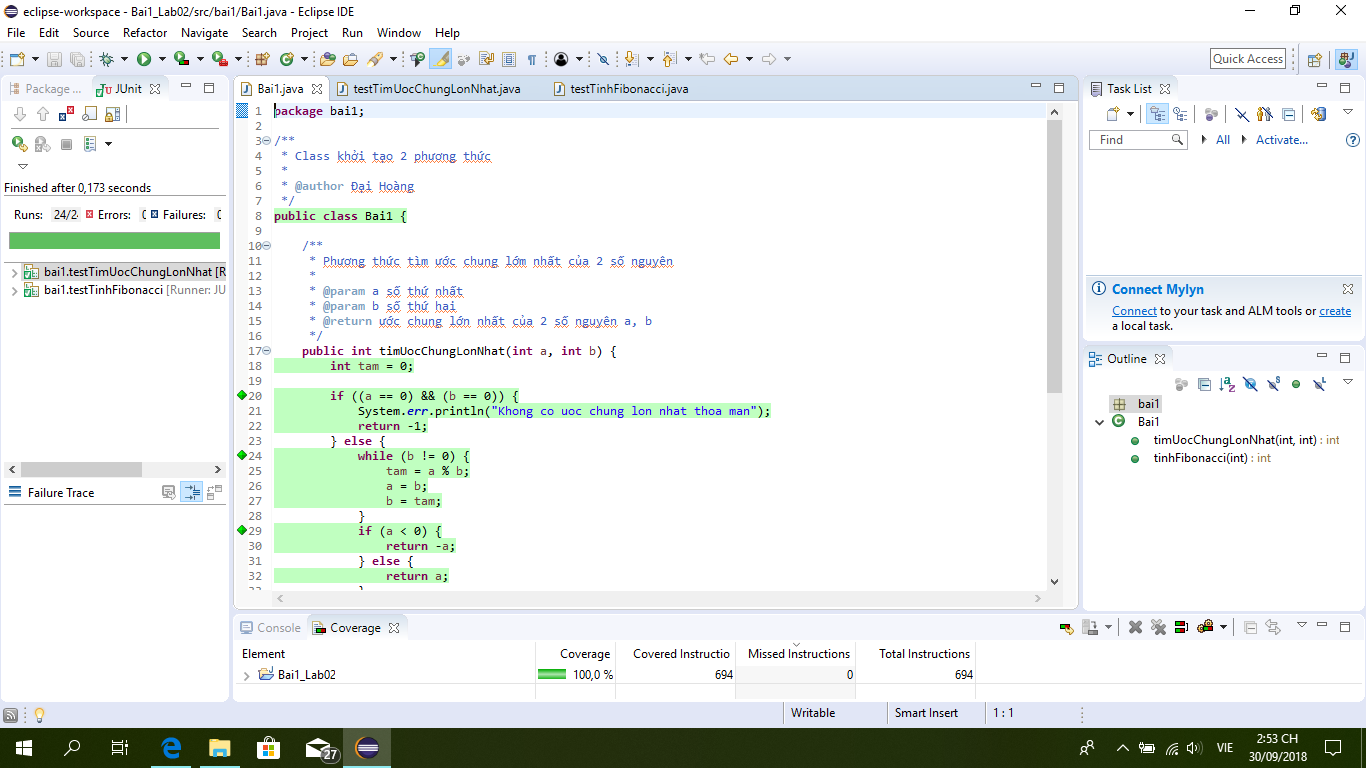 eclipse-workspace - Bai1_Lab02/src/bai1/Bai1.java - Eclipse IDE
File Edit Source Refactor Navigate Search Project Run Window Help
Quick Access
Package ...
JUnit
Finished after 0,173 seconds
Runs: 24/2 Errors: Failures:
bai1.testTimUocChungLonNhat [R
bai1.testTinhFibonacci [Runner: JU
Failure Trace
Bai1.java testTimUocChungLonNhat.java testTinhFibonacci.java
1 package bai1;
2
3 /**
4 * Class khởi tạo 2 phương thức
5 *
6 * @author Đại Hoàng
7 */
8 public class Bai1 {
9
10 /**
11 * Phương thức tìm ước chung lớm nhất của 2 số nguyên
12 *
13 * @param a số thứ nhất
14 * @param b số thứ hai
15 * @return ước chung lớn nhất của 2 số nguyên a, b
16 */
17 public int timUocChungLonNhat(int a, int b) {
18 int tam = 0;
19
20 if ((a == 0) && (b == 0)) {
21 System.err.println("Khong co uoc chung lon nhat thoa man");
22 return -1;
23 } else {
24 while (b != 0) {
25 tam = a % b;
26 a = b;
27 b = tam;
28 }
29 if (a < 0) {
30 return -a;
31 } else {
32 return a;
Task List
Find All Activate...
Connect Mylyn
Connect to your task and ALM tools or create
a local task.
Outline
bai1
Bai1
timUocChungLonNhat(int, int) : int
tinhFibonacci(int) : int
Console Coverage
Element Coverage Covered Instructio Missed Instructions Total Instructions
Bai1_Lab02 100,0 % 694 0 694
Writable Smart Insert 1 : 1
27
VIE
2:53 CH
30/09/2018